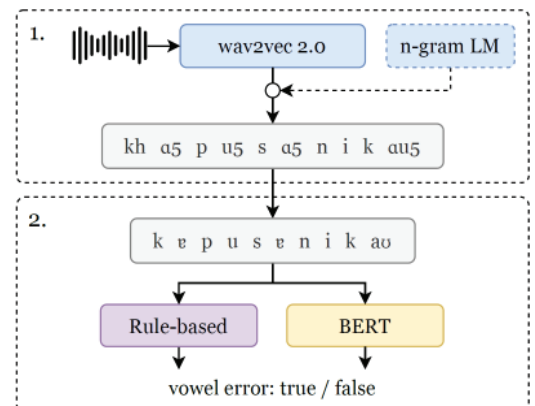 1.
wav2vec 2.0
n-gram LM
kh ɑ5 p u5 s ɑ5 n i k ɑu5
2.
k ɐ p u s ɐ n i k aʊ
Rule-based
BERT
vowel error: true / false